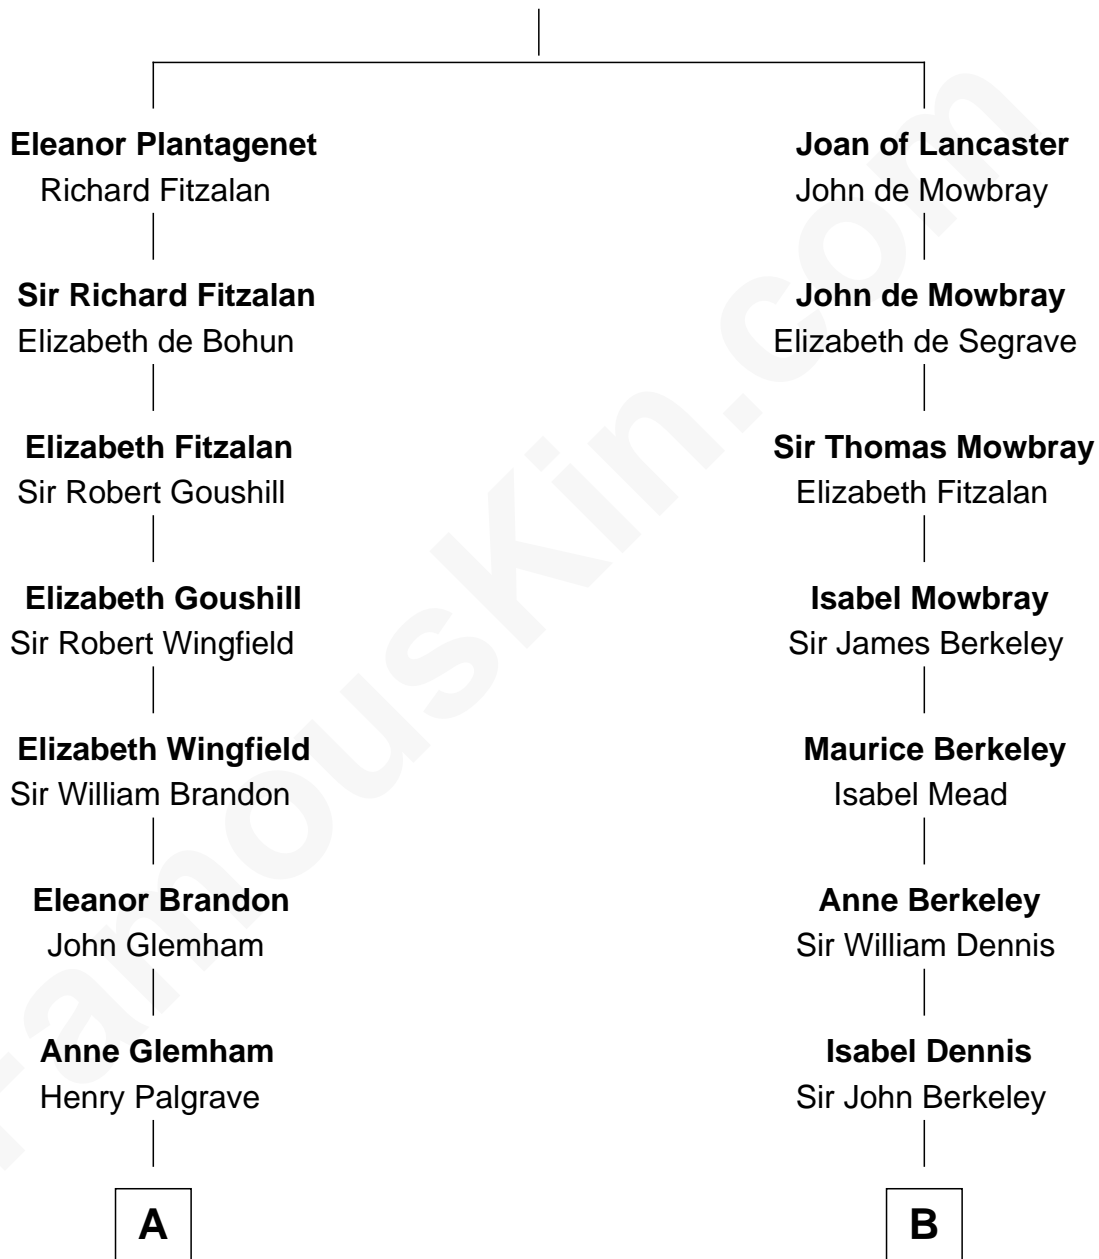 Eleanor Plantagenet
Richard Fitzalan
Sir Richard Fitzalan
Elizabeth de Bohun
Elizabeth Fitzalan
Sir Robert Goushill
Elizabeth Goushill
Sir Robert Wingfield
Elizabeth Wingfield
Sir William Brandon
Eleanor Brandon
John Glemham
Anne Glemham
Henry Palgrave
A
Joan of Lancaster
John de Mowbray
John de Mowbray
Elizabeth de Segrave
Sir Thomas Mowbray
Elizabeth Fitzalan
Isabel Mowbray
Sir James Berkeley
Maurice Berkeley
Isabel Mead
Anne Berkeley
Sir William Dennis
Isabel Dennis
Sir John Berkeley
B
FamousKin.com